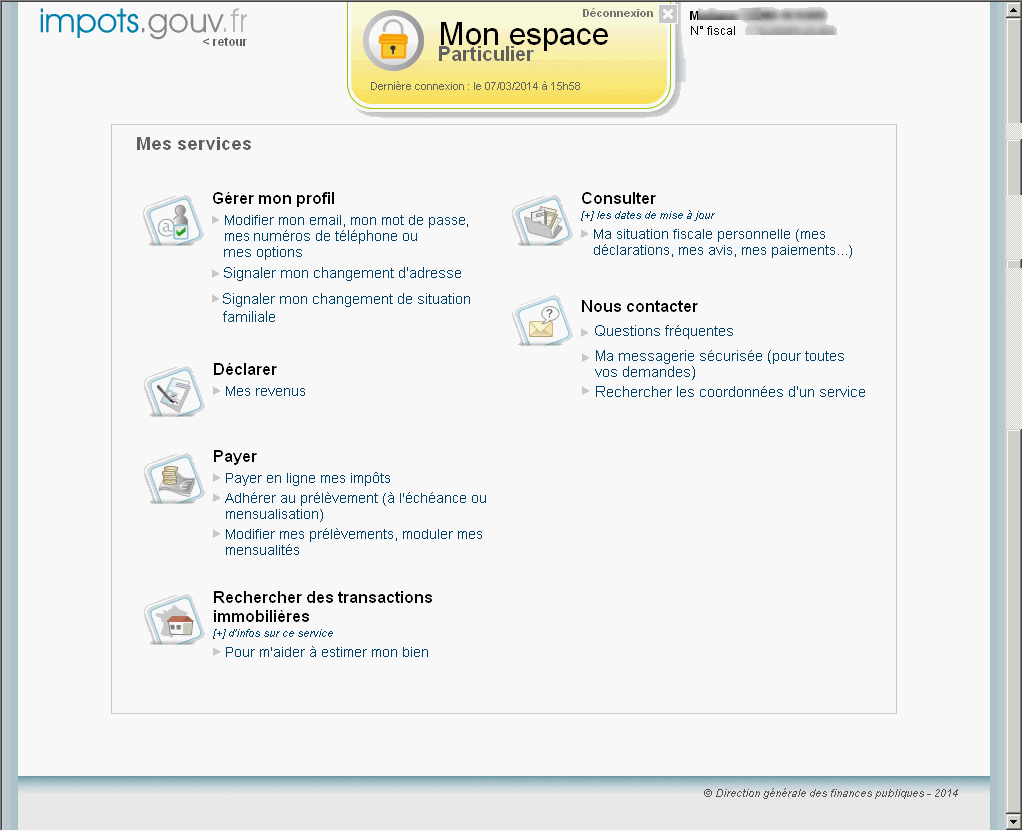 impots.gouv.fr
< retour
Déconnexion
Mon espace
Particulier
Dernière connexion : le 07/03/2014 à 15h58
N° fiscal
Mes services
Gérer mon profil
Modifier mon email, mon mot de passe,
mes numéros de téléphone ou
mes options
Signaler mon changement d'adresse
Signaler mon changement de situation
familiale
Déclarer
Mes revenus
Payer
Payer en ligne mes impôts
Adhérer au prélèvement (à l'échéance ou
mensualisation)
Modifier mes prélèvements, moduler mes
mensualités
Rechercher des transactions
immobilières
[+] d'infos sur ce service
Pour m'aider à estimer mon bien
Consulter
[+] les dates de mise à jour
Ma situation fiscale personnelle (mes
déclarations, mes avis, mes paiements...)
Nous contacter
Questions fréquentes
Ma messagerie sécurisée (pour toutes
vos demandes)
Rechercher les coordonnées d'un service
© Direction générale des finances publiques - 2014